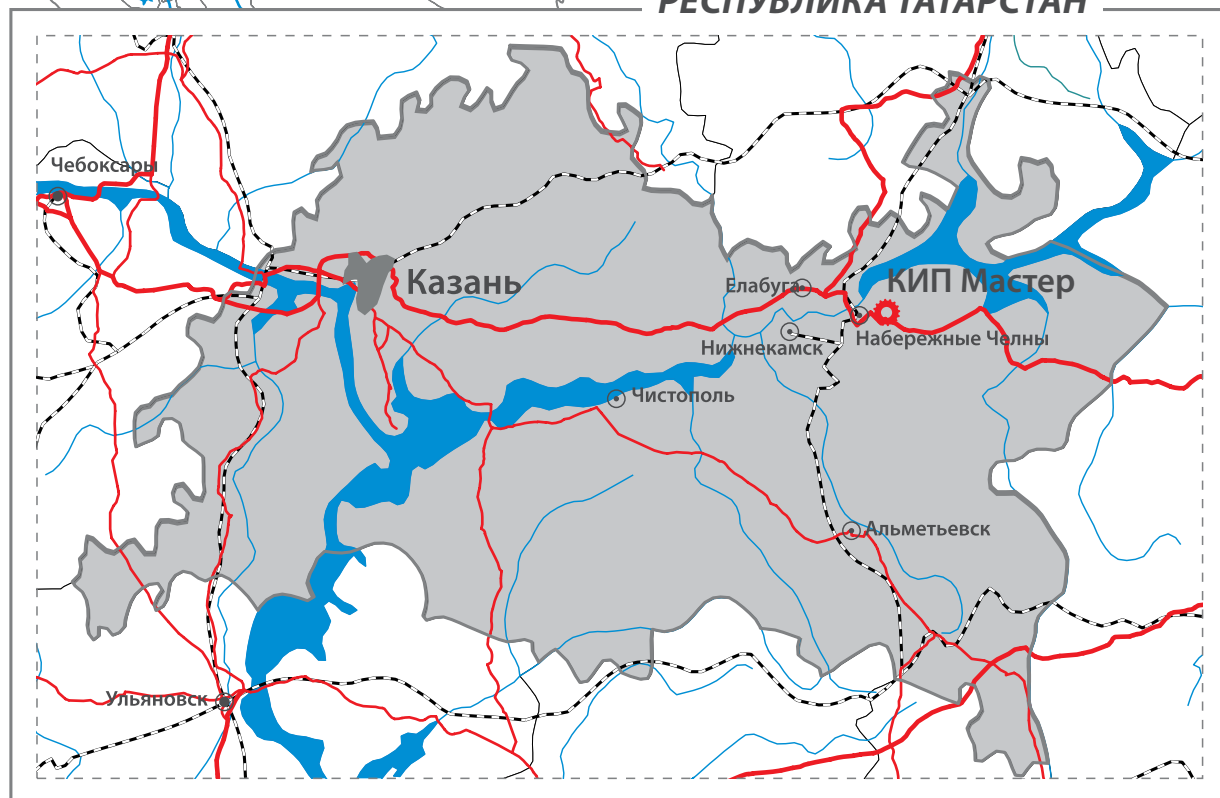 РЕСПУБЛИКА ТАТАРСТАН
Чебоксары
Казань
Елабуга
КИП Мастер
Набережные Челны
Нижнекамск
Чистополь
Альметьевск
Ульяновск